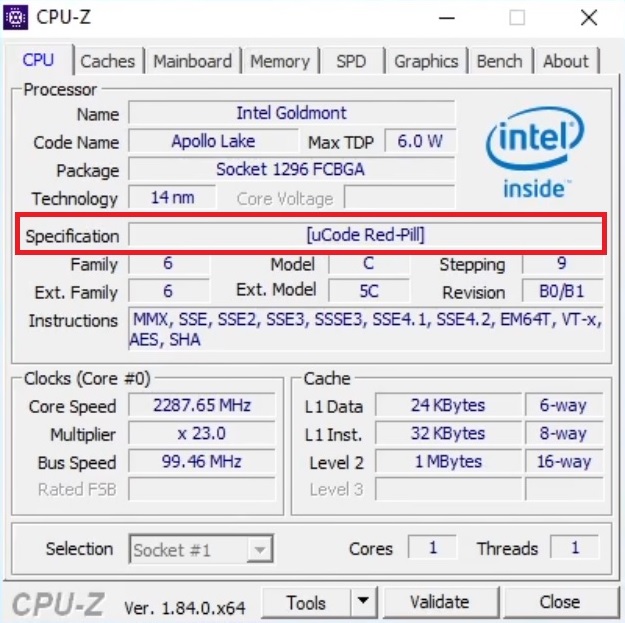 CPU-Z
CPU Caches Mainboard Memory SPD Graphics Bench About
Processor
Name Intel Goldmont
Code Name Apollo Lake Max TDP 6.0 W
Package Socket 1296 FCBGA
Technology 14 nm Core Voltage
intel
inside™
Specification [uCode Red-Pill]
Family 6 Model C Stepping 9
Ext. Family 6 Ext. Model 5C Revision B0/B1
Instructions MMX, SSE, SSE2, SSE3, SSSE3, SSE4.1, SSE4.2, EM64T, VT-x,
AES, SHA
Clocks (Core #0)
Core Speed 2287.65 MHz
Multiplier x 23.0
Bus Speed 99.46 MHz
Rated FSB
Cache
L1 Data 24 KBytes 6-way
L1 Inst. 32 KBytes 8-way
Level 2 1 MBytes 16-way
Level 3
Selection Socket #1 Cores 1 Threads 1
CPU-Z Ver. 1.84.0.x64 Tools Validate Close